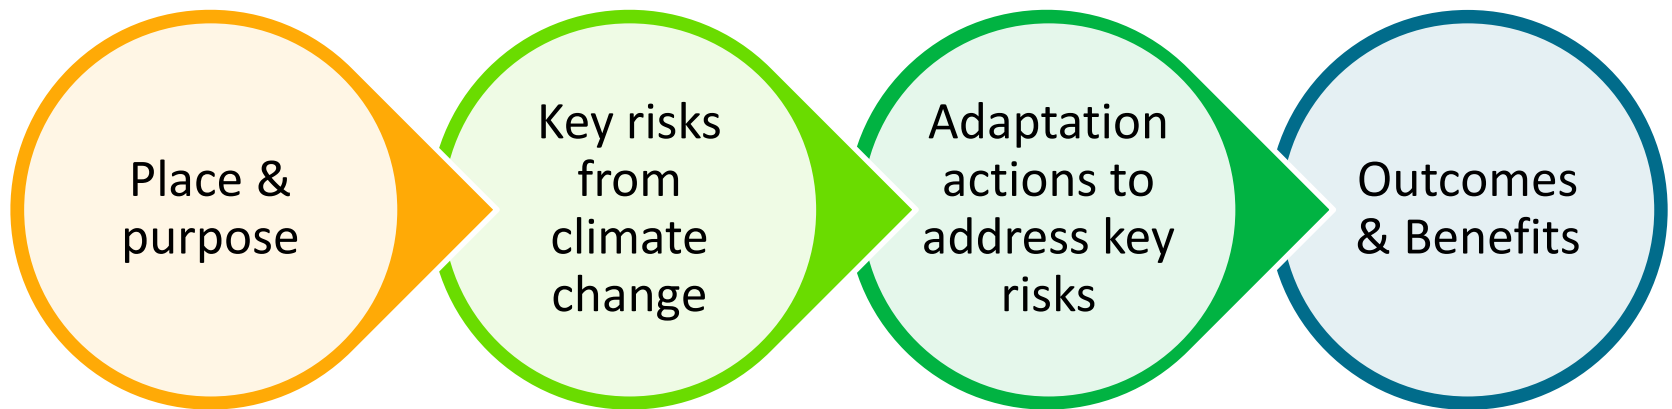 Place &
purpose
Key risks
from
climate
change
Adaptation
actions to
address key
risks
Outcomes
& Benefits